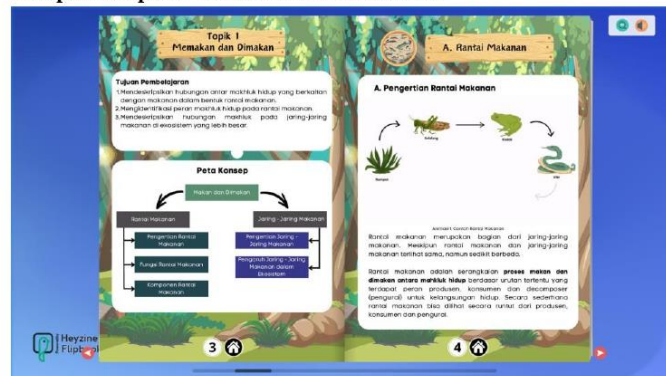 Topik 1
Memakan dan Dimakan
Tujuan Pembelajaran
1.Mendeskripsikan hubungan antar makhluk hidup yang berkaitan
dengan makanan dalam bentuk rantai makanan.
2.Mengidentifikasi peran makhluk hidup pada rantai makanan.
3.Mendeskripsikan hubungan makhluk pada jaring-jaring
makanan di ekosistem yang lebih besar.
Peta Konsep
Makan dan Dimakan
Rantai Makanan
Jaring - Jaring Makanan
Pengertian Rantai
Makanan
Fungsi Rantai Makanan
Komponen Rantai
Makanan
Pengertian Jaring -
Jaring Makanan
Pengaruh Jaring - Jaring
Makanan dalam
Ekosistem
3
A. Rantai Makanan
A. Pengertian Rantai Makanan
Rantai makanan merupakan bagian dari jaring-jaring
makanan. Meskipun rantai makanan dan jaring-jaring
makanan terlihat sama, namun sedikit berbeda.
Rantai makanan adalah serangkaian proses makan dan
dimakan antara makhluk hidup berdasar urutan tertentu yang
terdapat peran produsen, konsumen dan decomposer
(pengurai) untuk kelangsungan hidup. Secara sederhana
rantai makanan bisa dilihat secara runtut dari produsen,
konsumen dan pengurai.
4
Heyzine